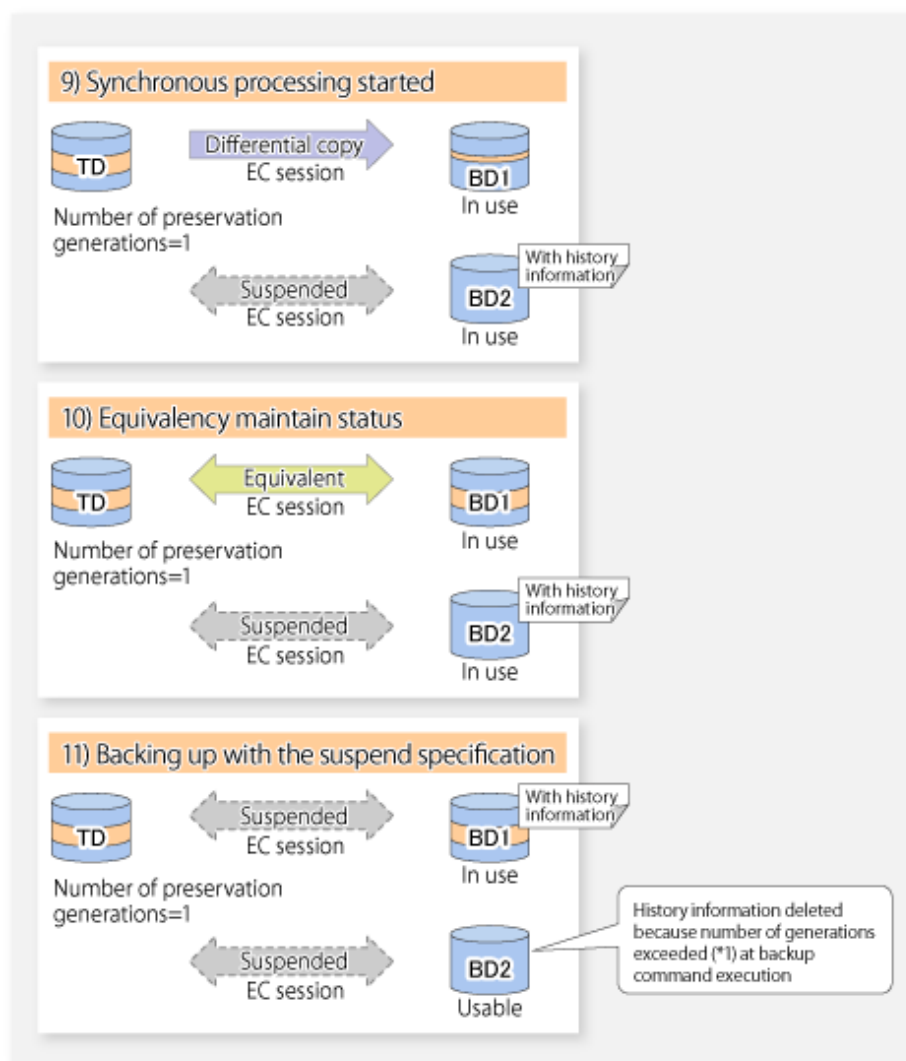 9) Synchronous processing started
TD
Differential copy
EC session
BD1
In use
Number of preservation
generations=1
With history
information
Suspended
EC session
BD2
In use
10) Equivalency maintain status
TD
Equivalent
EC session
BD1
In use
Number of preservation
generations=1
With history
information
Suspended
EC session
BD2
In use
11) Backing up with the suspend specification
TD
Suspended
EC session
With history
information
BD1
In use
Number of preservation
generations=1
Suspended
EC session
BD2
Usable
History information deleted
because number of generations
exceeded (*1) at backup
command execution